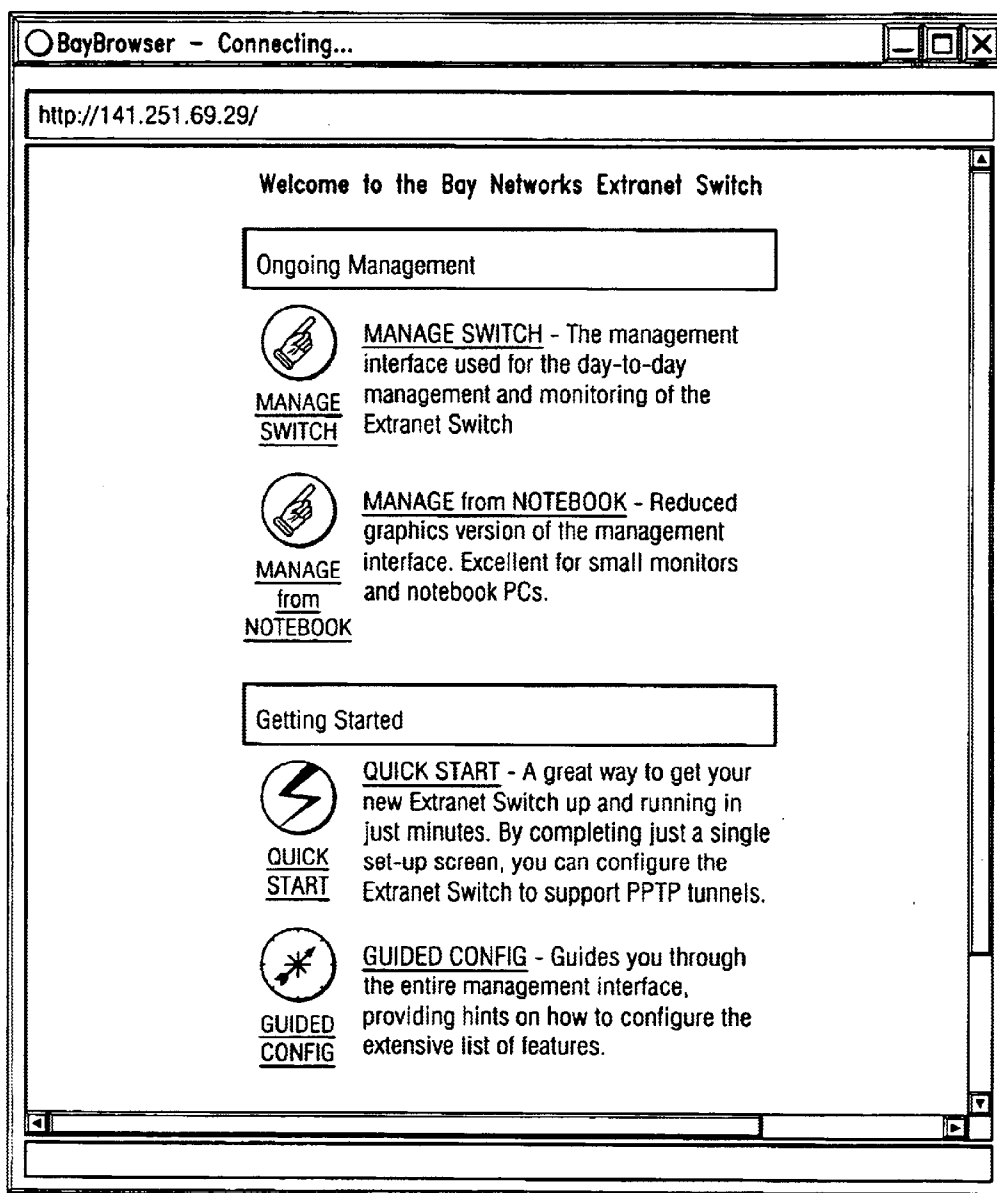 BayBrowser - Connecting...
http://141.251.69.29/
Welcome to the Bay Networks Extranet Switch
Ongoing Management
MANAGE
SWITCH
MANAGE SWITCH - The management
interface used for the day-to-day
management and monitoring of the
Extranet Switch
MANAGE
from
NOTEBOOK
MANAGE from NOTEBOOK - Reduced
graphics version of the management
interface. Excellent for small monitors
and notebook PCs.
Getting Started
QUICK
START
QUICK START - A great way to get your
new Extranet Switch up and running in
just minutes. By completing just a single
set-up screen, you can configure the
Extranet Switch to support PPTP tunnels.
GUIDED
CONFIG
GUIDED CONFIG - Guides you through
the entire management interface,
providing hints on how to configure the
extensive list of features.